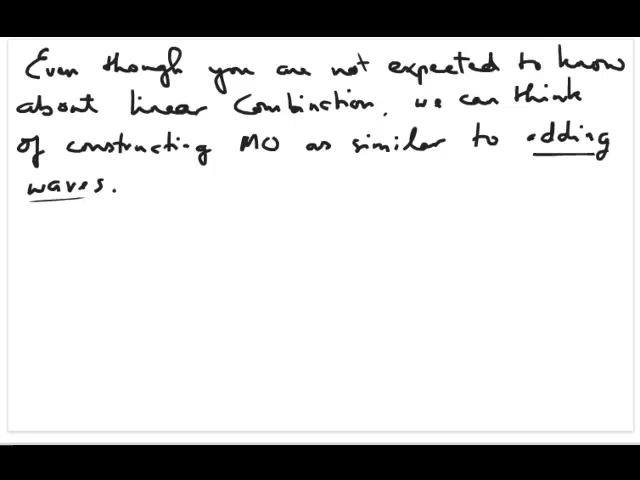 Even though you are not expected to know
about linear Combinction, we can think
of constructing MO as similar to adding
waves.